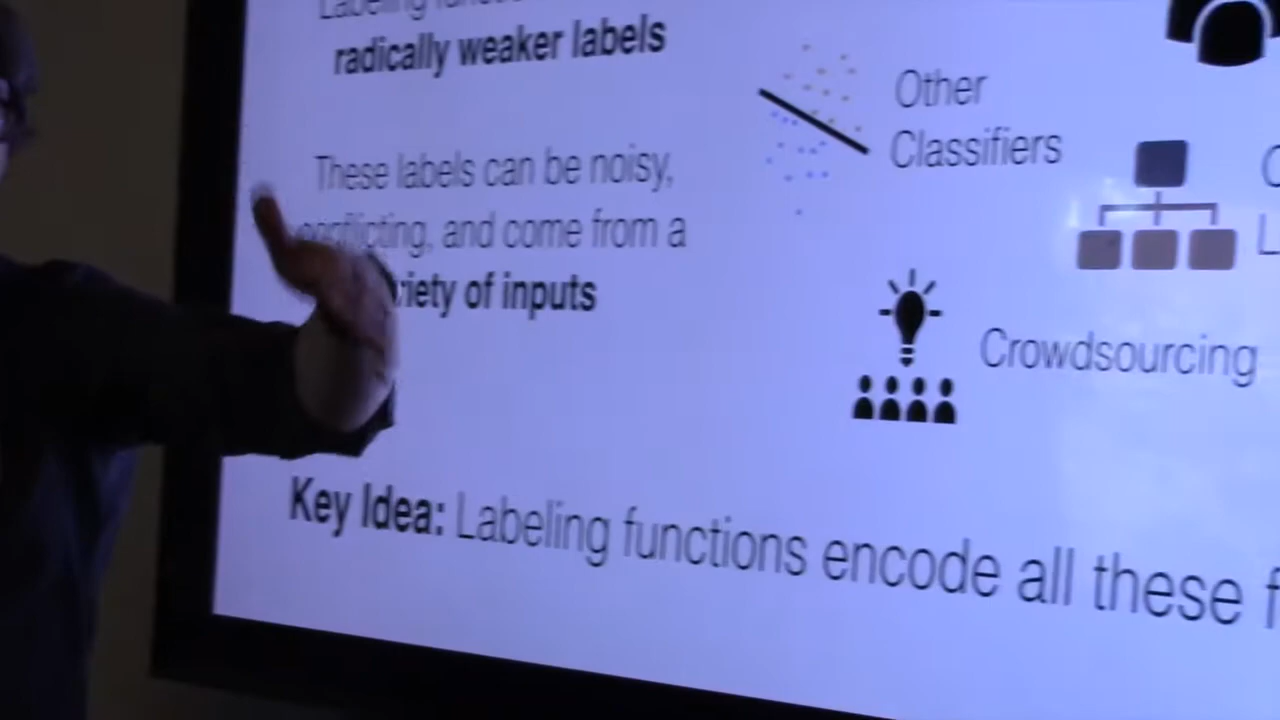 Labeling
radically weaker labels
These labels can be noisy,
conflicting, and come from a
of inputs
Other
Classifiers
Crowdsourcing
Key Idea: Labeling functions encode all these